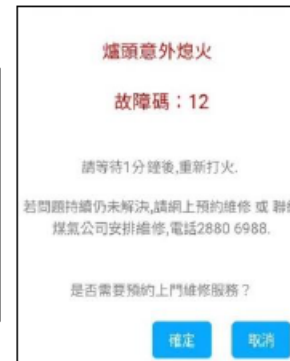 爐頭意外熄火
故障碼：12
請等待1分鐘後,重新打火.
若問題持續仍未解決,請網上預約維修 或 聯
煤氣公司安排維修,電話2880 6988.
是否需要預約上門維修服務？
確定
取消